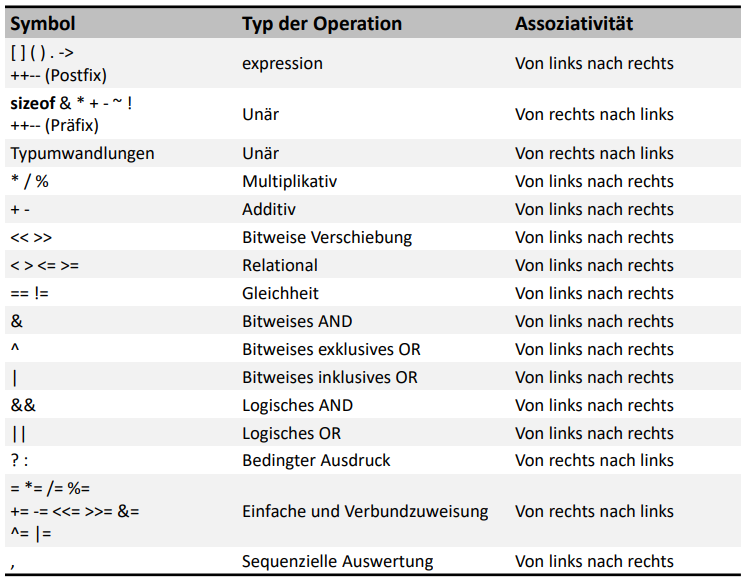 Symbol Typ der Operation Assoziativität
[ ] ( ) . ->
++-- (Postfix) expression Von links nach rechts
sizeof & * + - ~ !
++-- (Präfix) Unär Von rechts nach links
Typumwandlungen Unär Von rechts nach links
* / % Multiplikativ Von links nach rechts
+ - Additiv Von links nach rechts
<< >> Bitweise Verschiebung Von links nach rechts
< > <= >= Relational Von links nach rechts
== != Gleichheit Von links nach rechts
& Bitweises AND Von links nach rechts
^ Bitweises exklusives OR Von links nach rechts
| Bitweises inklusives OR Von links nach rechts
&& Logisches AND Von links nach rechts
|| Logisches OR Von links nach rechts
? : Bedingter Ausdruck Von rechts nach links
= *= /= %=
+= -= <<= >>= &= Einfache und Verbundzuweisung Von rechts nach links
^= |=
, Sequenzielle Auswertung Von links nach rechts